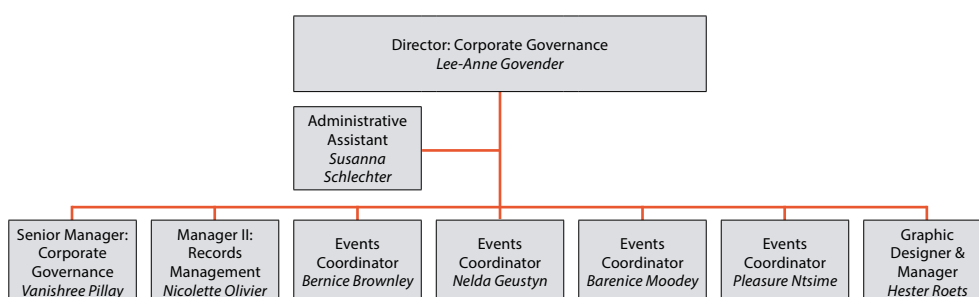 Director: Corporate Governance
Lee-Anne Govender
Administrative
Assistant
Susanna
Schlechter
Senior Manager:
Corporate
Governance
Vanishree Pillay
Manager II:
Records
Management
Nicolette Olivier
Events
Coordinator
Bernice Brownley
Events
Coordinator
Nelda Geustyn
Events
Coordinator
Barenice Moodey
Events
Coordinator
Pleasure Ntsime
Graphic
Designer &
Manager
Hester Roets